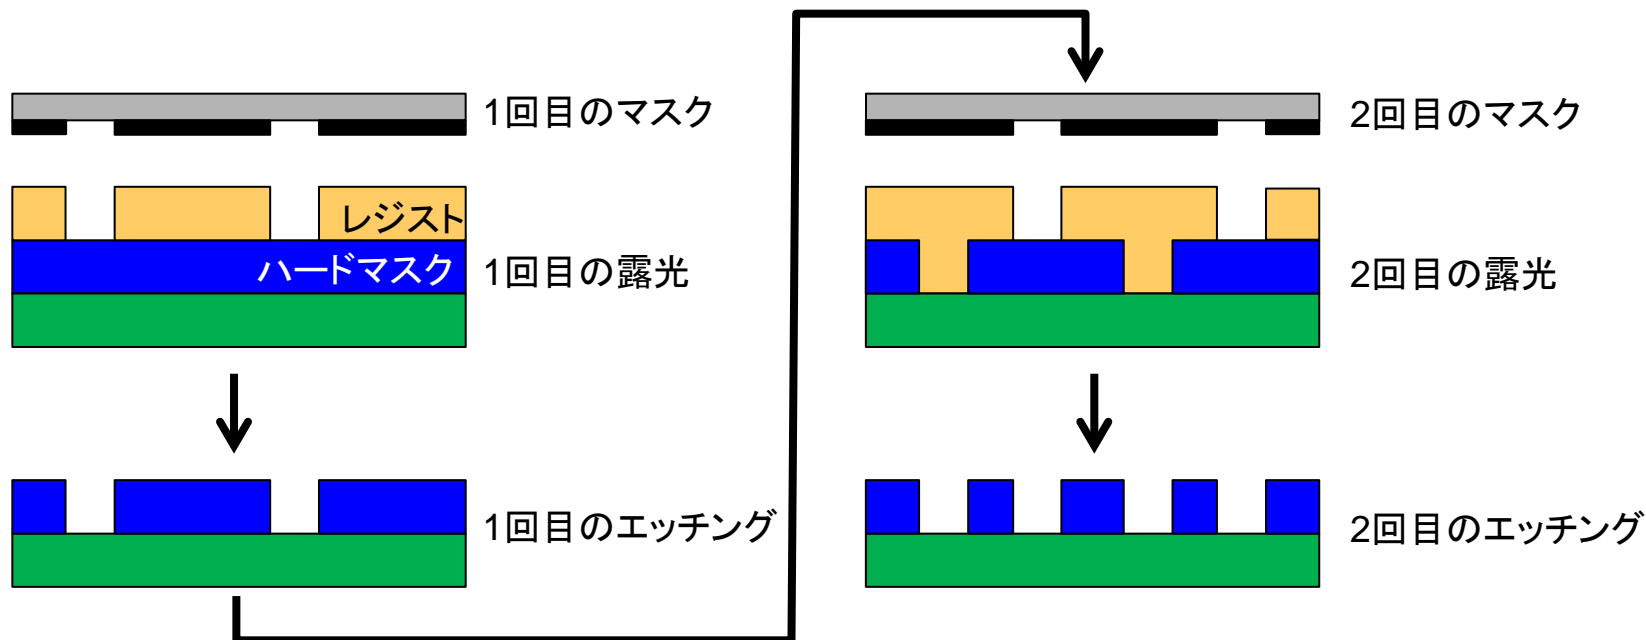 1回目のマスク
レジスト
ハードマスク
1回目の露光
1回目のエッチング
2回目のマスク
2回目の露光
2回目のエッチング